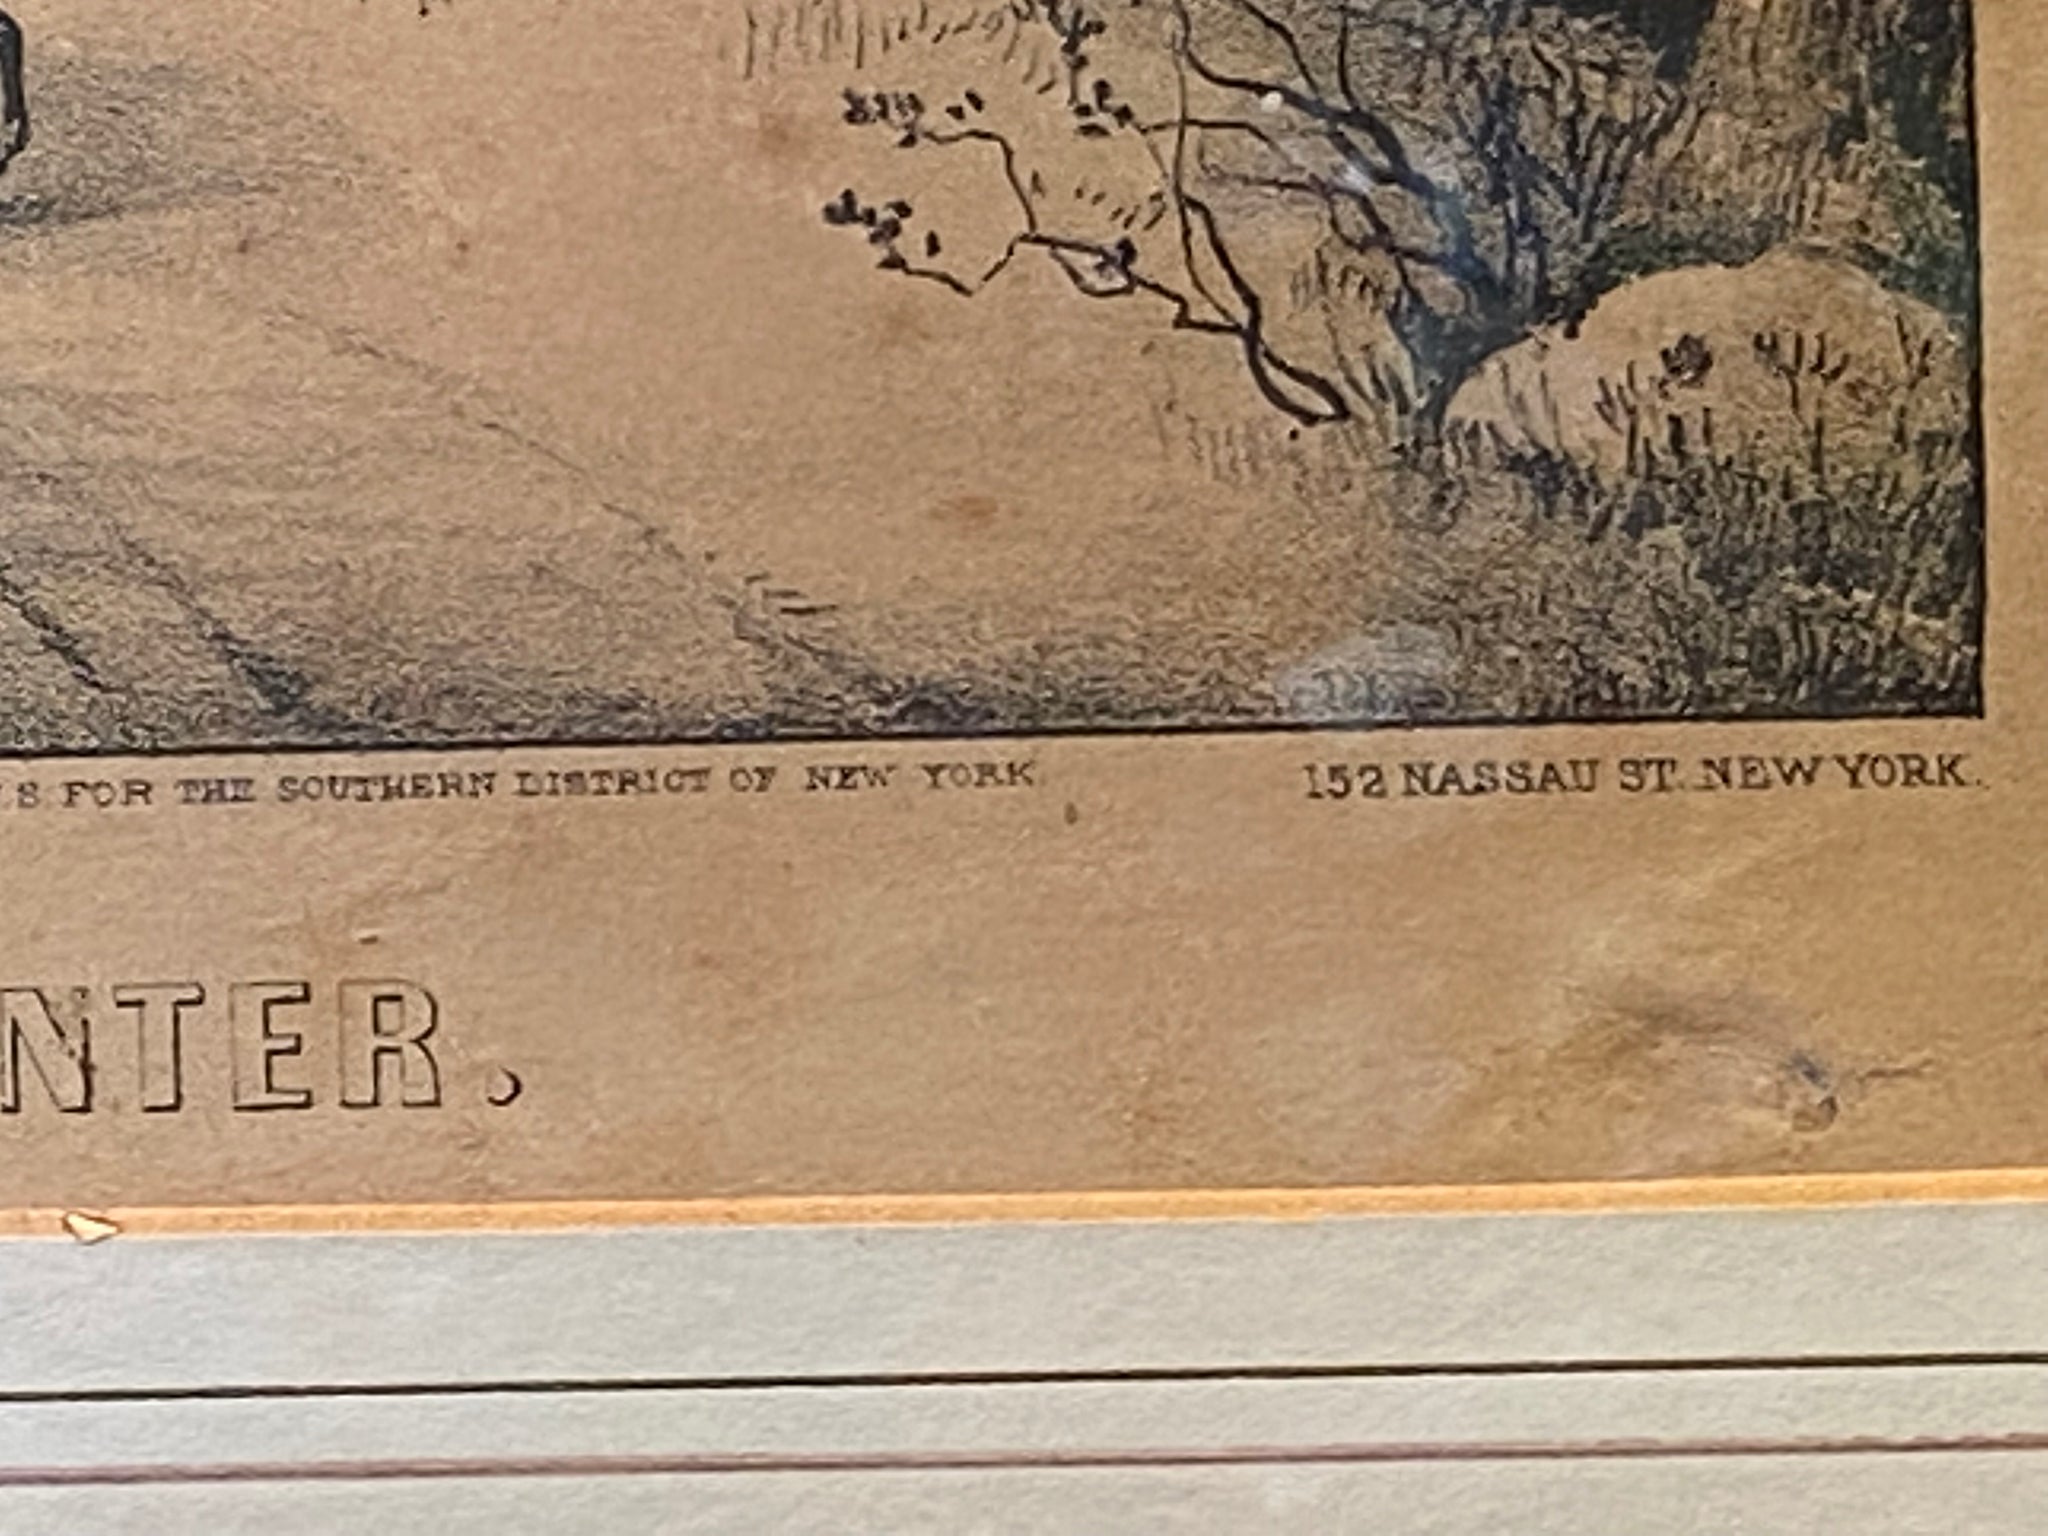 'S FOR THE SOUTHERN DISTRICT OF NEW YORK. 152 NASSAU ST. NEW YORK.
NTER.